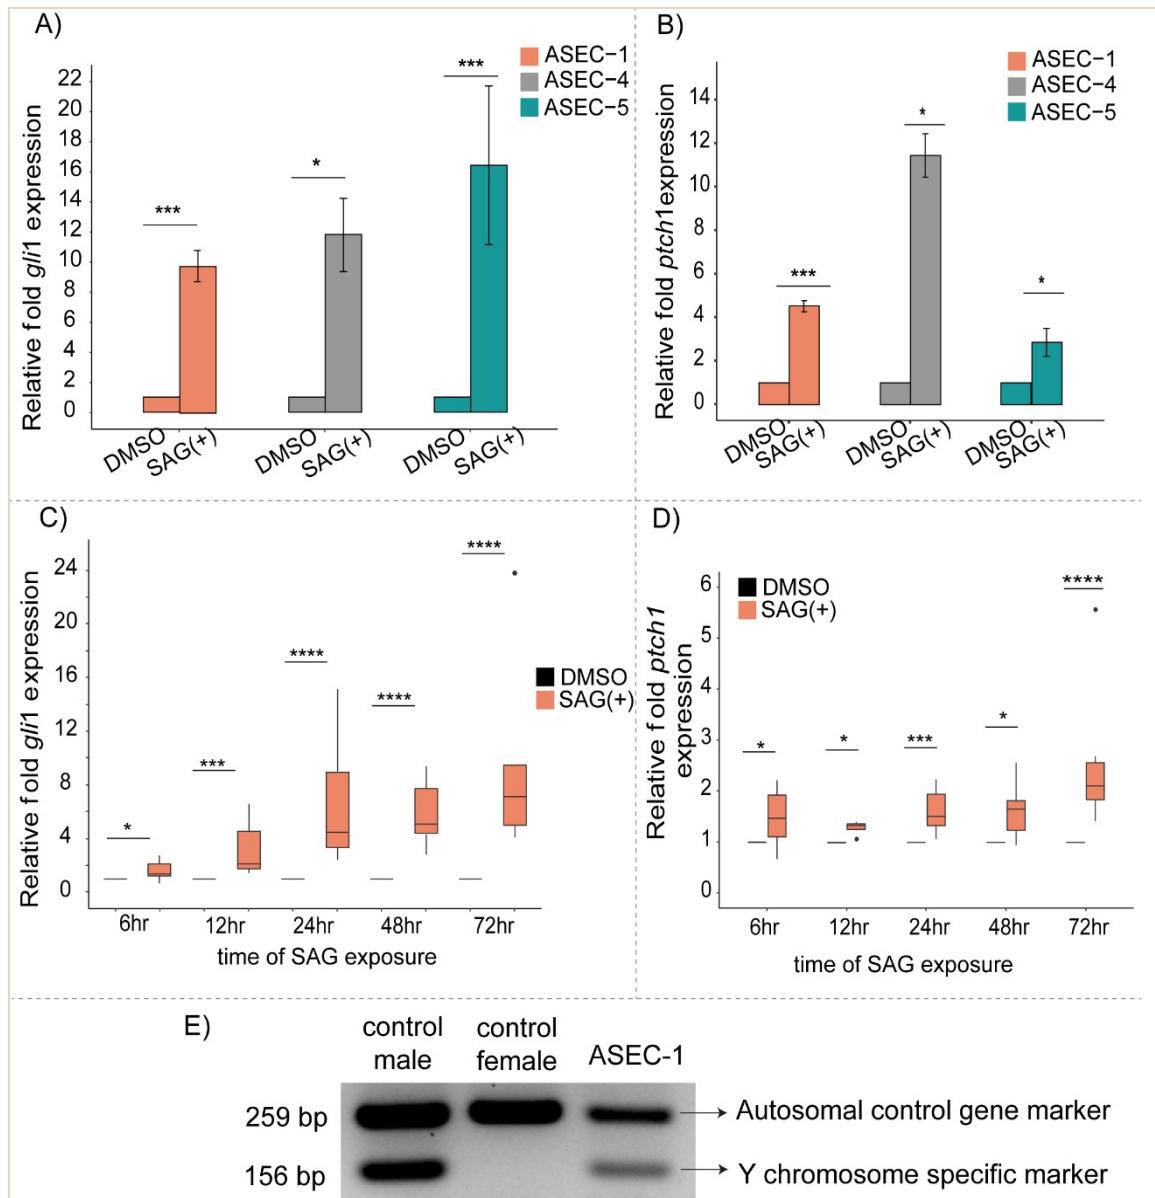 A)
ASEC-1
ASEC-4
ASEC-5
***
*
***
Relative fold gli1 expression
22
20
18
16
14
12
10
8
6
4
2
0
DMSO
SAG(+)
DMSO
SAG(+)
DMSO
SAG(+)
B)
ASEC-1
ASEC-4
ASEC-5
***
*
*
Relative fold ptch1expression
14
12
10
8
6
4
2
0
DMSO
SAG(+)
DMSO
SAG(+)
DMSO
SAG(+)
C)
*
***
****
****
****
Relative fold gli1 expression
24
20
16
12
8
4
0
DMSO
SAG(+)
6hr 12hr 24hr 48hr 72hr
time of SAG exposure
D)
DMSO
SAG(+)
*
*
***
*
****
Relative fold ptch1
expression
6
5
4
3
2
1
0
6hr 12hr 24hr 48hr 72hr
time of SAG exposure
E)
control
male
control
female
ASEC-1
259 bp
Autosomal control gene marker
156 bp
Y chromosome specific marker